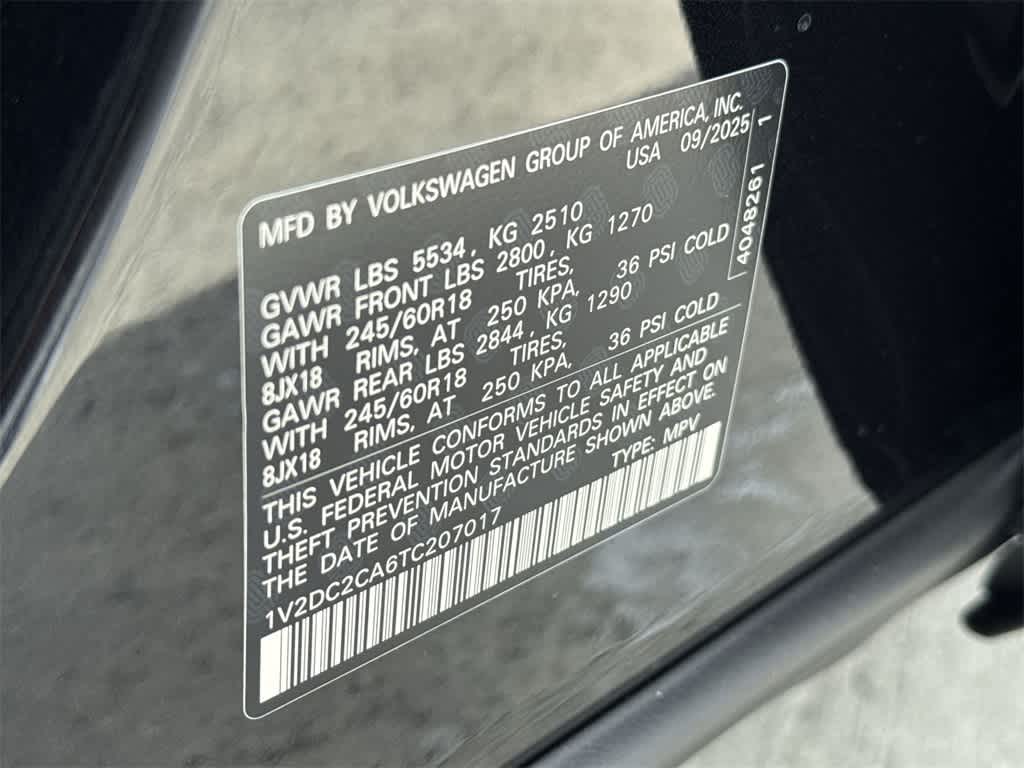 MFD BY VOLKSWAGEN GROUP OF AMERICA, INC.
USA 09/2025
GVWR LBS 5534, KG 2510
GAWR FRONT LBS 2800, KG 1270
WITH 245/60R18 TIRES,
8JX18 RIMS, AT 250 KPA, 36 PSI COLD
GAWR REAR LBS 2844, KG 1290
WITH 245/60R18 TIRES,
8JX18 RIMS, AT 250 KPA, 36 PSI COLD
4048261 1
THIS VEHICLE CONFORMS TO ALL APPLICABLE
U.S. FEDERAL MOTOR VEHICLE SAFETY AND
THEFT PREVENTION STANDARDS IN EFFECT ON
THE DATE OF MANUFACTURE SHOWN ABOVE.
1V2DC2CA6TC207017 TYPE: MPV